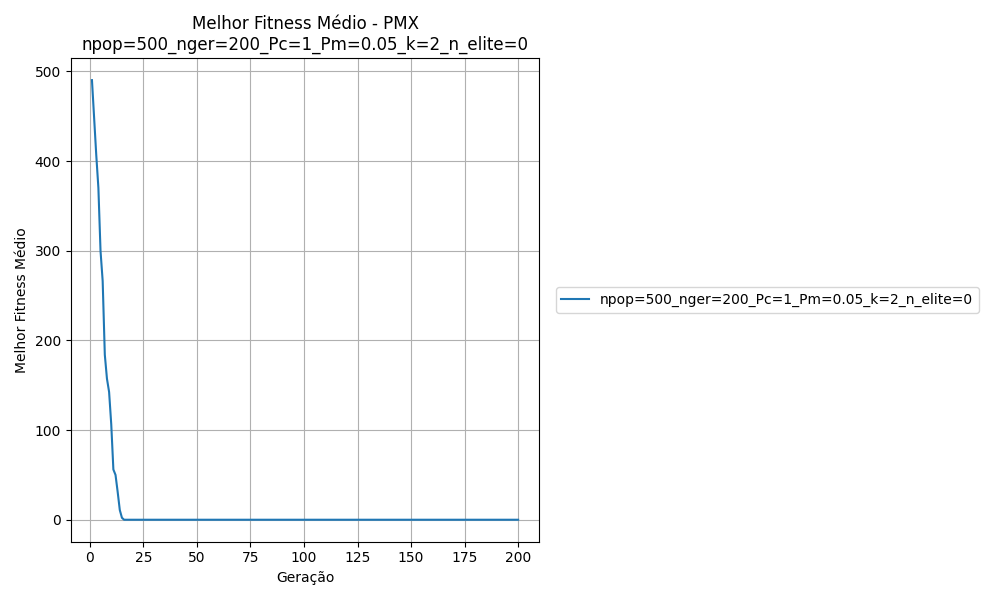 Melhor Fitness Médio - PMX
npop=500_nger=200_Pc=1_Pm=0.05_k=2_n_elite=0
Melhor Fitness Médio
500
400
300
200
100
0
0 25 50 75 100 125 150 175 200
Geração
npop=500_nger=200_Pc=1_Pm=0.05_k=2_n_elite=0